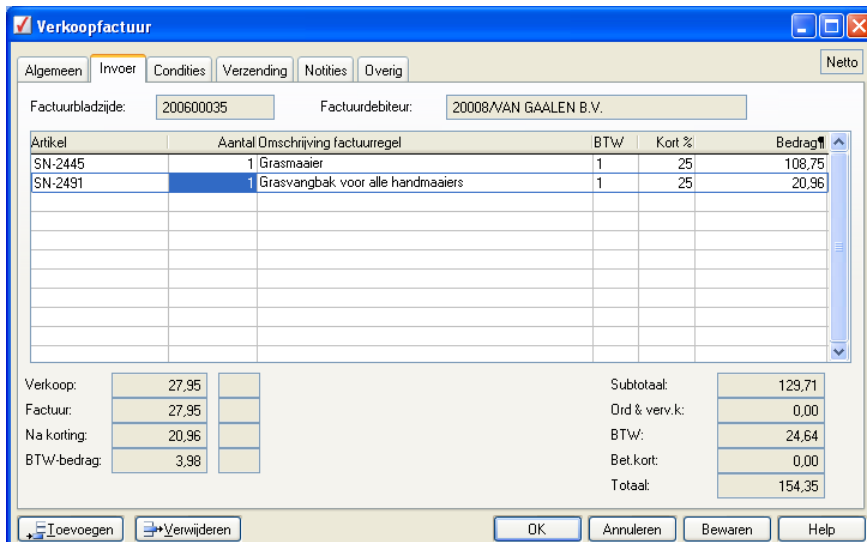 Verkoopfactuur
Algemeen Invoer Condities Verzending Notities Overig Netto
Factuurbladzijde: 200600035 Factuurdebiteur: 20008/VAN GAALEN B.V.
Artikel Aantal Omschrijving factuurregel BTW Kort % Bedrag¶
SN-2445 1 Grasmaaier 1 25 108,75
SN-2491 1 Grasvangbak voor alle handmaaiers 1 25 20,96
Verkoop: 27,95 Subtotaal: 129,71
Factuur: 27,95 Ord & verv.k: 0,00
Na korting: 20,96 BTW: 24,64
BTW-bedrag: 3,98 Bet.kort: 0,00
Totaal: 154,35
Toevoegen Verwijderen OK Annuleren Bewaren Help